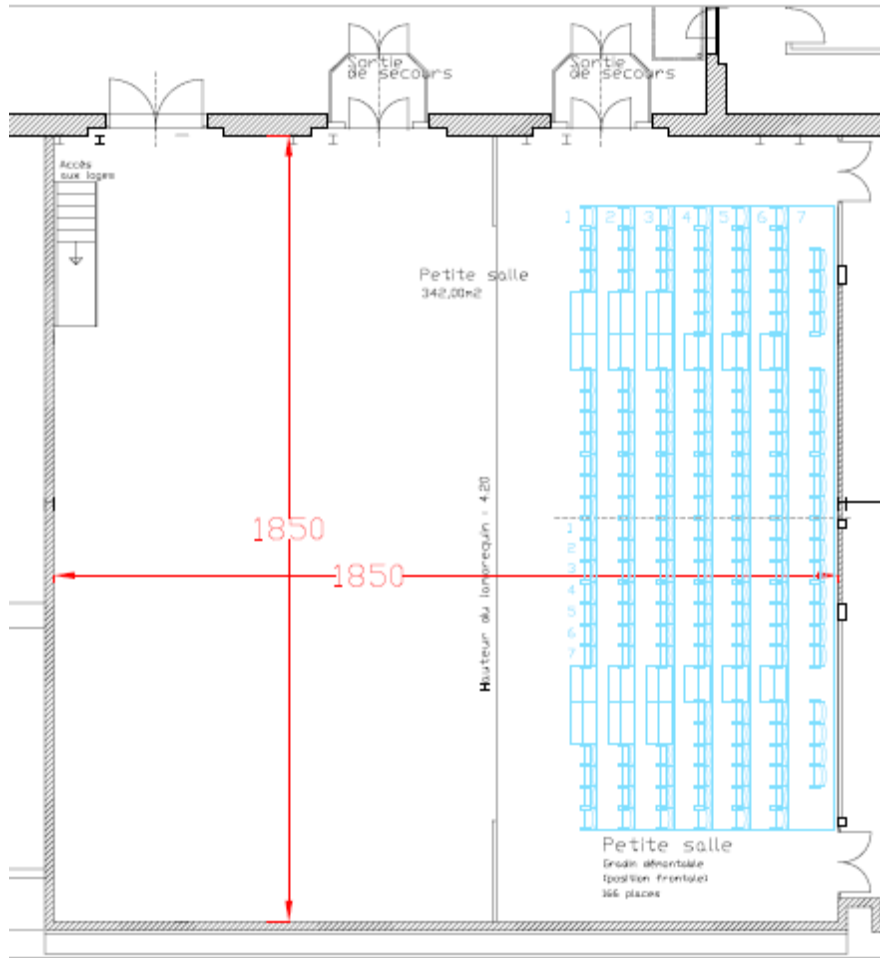 Sortie
de secours
Sortie
de secours
Accès
aux loges
1 2 3 4 5 6 7
Petite salle
342,00m2
Hauteur du lamdrequin = 4.20
1850
1850
1
2
3
4
5
6
7
Petite salle
Gradin démontable
(position frontale)
166 places